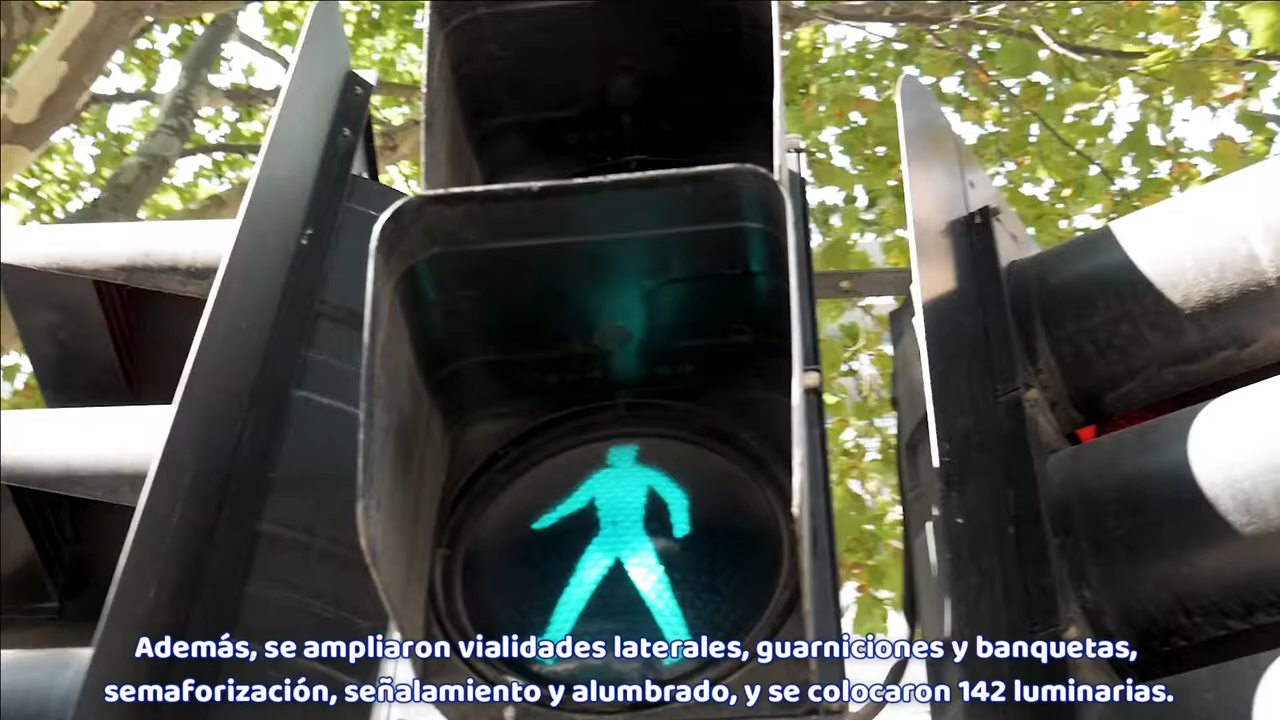 Además, se ampliaron vialidades laterales, guarniciones y banquetas,
semaforización, señalamiento y alumbrado, y se colocaron 142 luminarias.